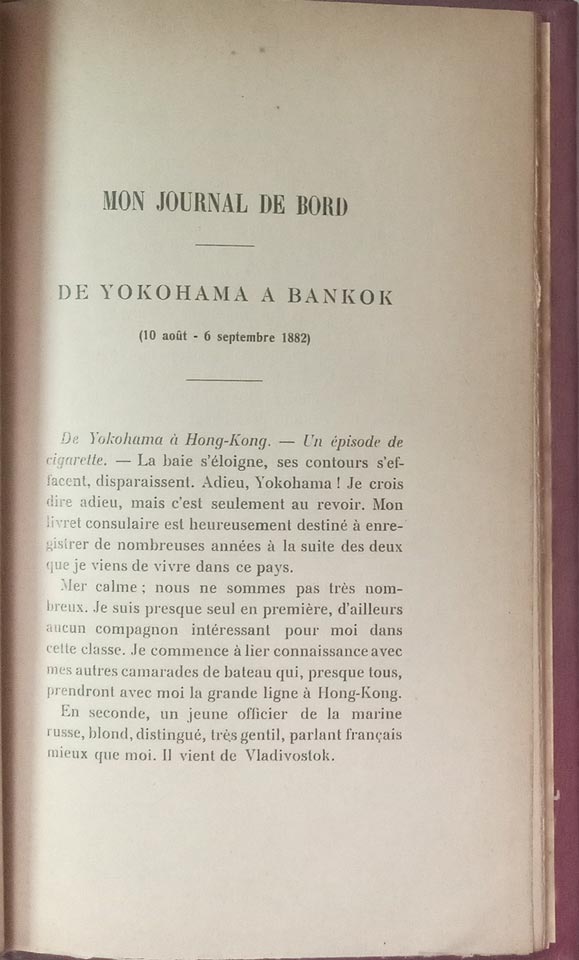 MON JOURNAL DE BORD
DE YOKOHAMA A BANKOK
(10 août - 6 septembre 1882)
De Yokohama à Hong-Kong. — Un épisode de
cigarette. — La baie s'éloigne, ses contours s'ef-
facent, disparaissent. Adieu, Yokohama ! Je crois
dire adieu, mais c'est seulement au revoir. Mon
livret consulaire est heureusement destiné à enre-
gistrer de nombreuses années à la suite des deux
que je viens de vivre dans ce pays.
Mer calme ; nous ne sommes pas très nom-
breux. Je suis presque seul en première, d'ailleurs
aucun compagnon intéressant pour moi dans
cette classe. Je commence à lier connaissance avec
mes autres camarades de bateau qui, presque tous,
prendront avec moi la grande ligne à Hong-Kong.
En seconde, un jeune officier de la marine
russe, blond, distingué, très gentil, parlant français
mieux que moi. Il vient de Vladivostok.